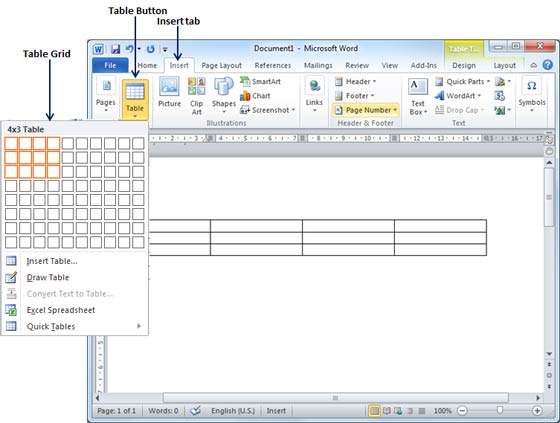 Table Button
Insert tab
Table Grid
Document1 - Microsoft Word
Table T...
File Home Insert Page Layout References Mailings Review View Add-Ins Design Layout
Pages
Table
Picture
Clip Art
Shapes
SmartArt
Chart
Screenshot
Links
Header
Footer
Page Number
Text Box
Quick Parts
WordArt
Drop Cap
Symbols
Illustrations
Header & Footer
Text
4x3 Table
Insert Table...
Draw Table
Convert Text to Table...
Excel Spreadsheet
Quick Tables
Page: 1 of 1 Words: 0 English (U.S.) Insert 100%